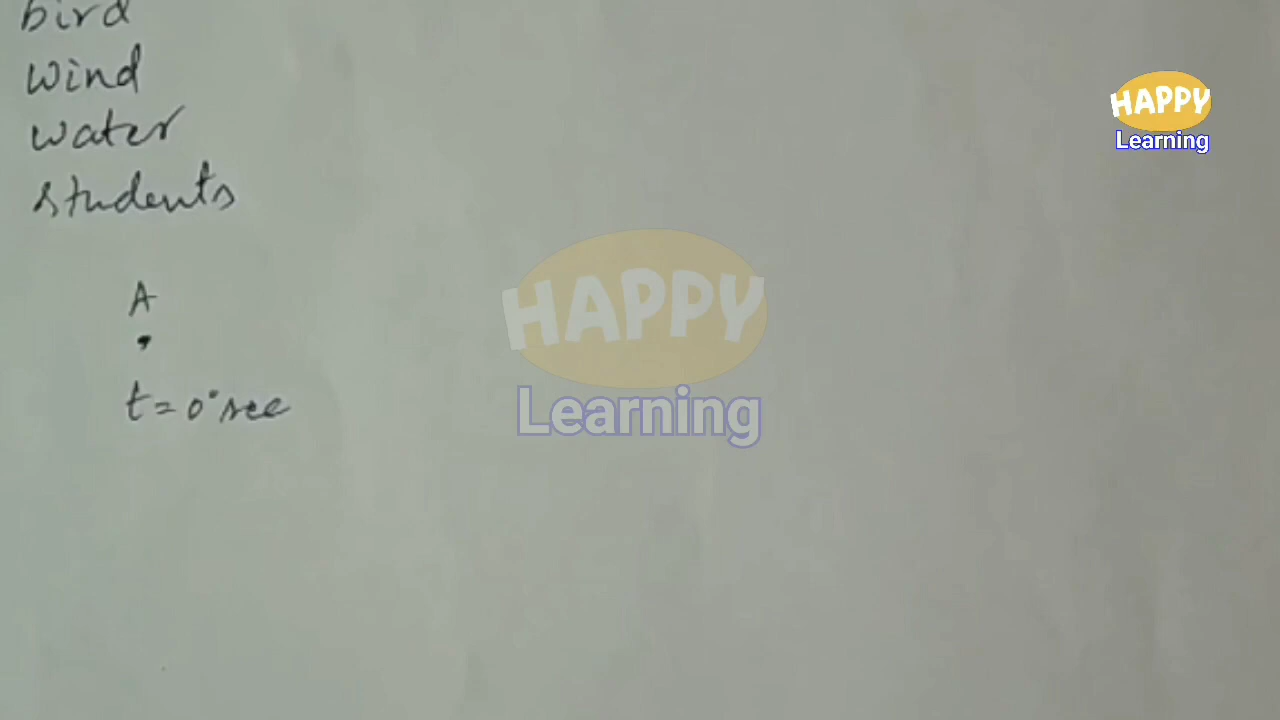 bird
wind
water
students
A
t = 0 sec
HAPPY
Learning
HAPPY
Learning